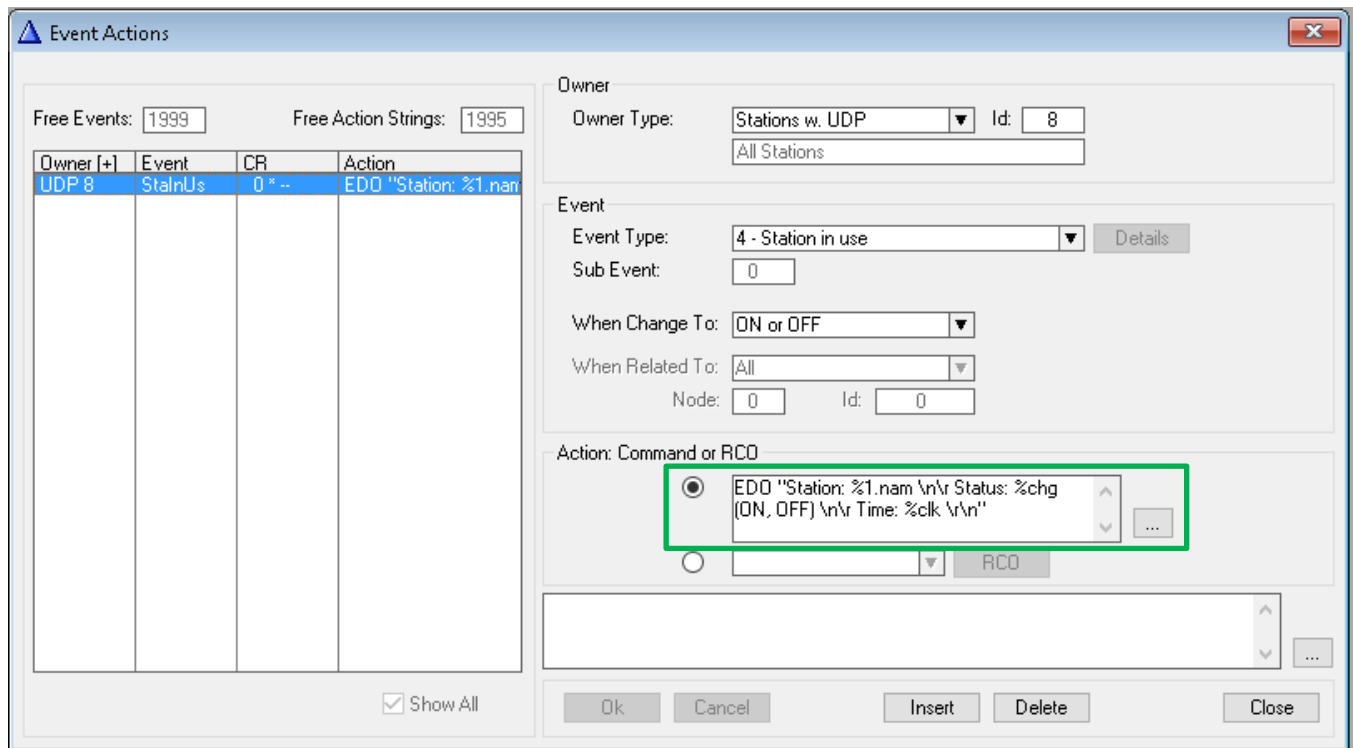 Event Actions
Free Events: 1999 Free Action Strings: 1995
Owner [+] Event CR Action
UDP 8 StaInUs 0 * -- EDO "Station: %1.nam
Show All
Owner
Owner Type: Stations w. UDP Id: 8
All Stations
Event
Event Type: 4 - Station in use Details
Sub Event: 0
When Change To: ON or OFF
When Related To: All
Node: 0 Id: 0
Action: Command or RCO
EDO "Station: %1.nam \n\r Status: %chg
(ON, OFF) \n\r Time: %clk \r\n"
...
RCO
...
Ok Cancel Insert Delete Close